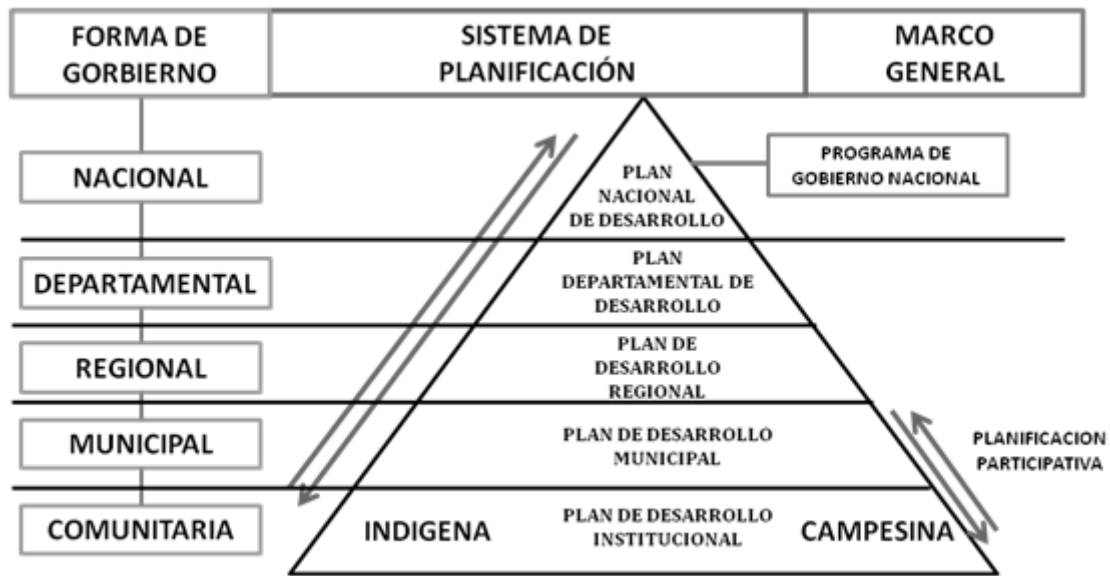 FORMA DE
GORBIERNO
SISTEMA DE
PLANIFICACIÓN
MARCO
GENERAL
NACIONAL
PLAN
NACIONAL
DE DESARROLLO
PROGRAMA DE
GOBIERNO NACIONAL
DEPARTAMENTAL
PLAN
DEPARTAMENTAL DE
DESARROLLO
REGIONAL
PLAN DE
DESARROLLO
REGIONAL
MUNICIPAL
PLAN DE DESARROLLO
MUNICIPAL
PLANIFICACION
PARTICIPATIVA
COMUNITARIA
INDIGENA
PLAN DE DESARROLLO
INSTITUCIONAL
CAMPESINA